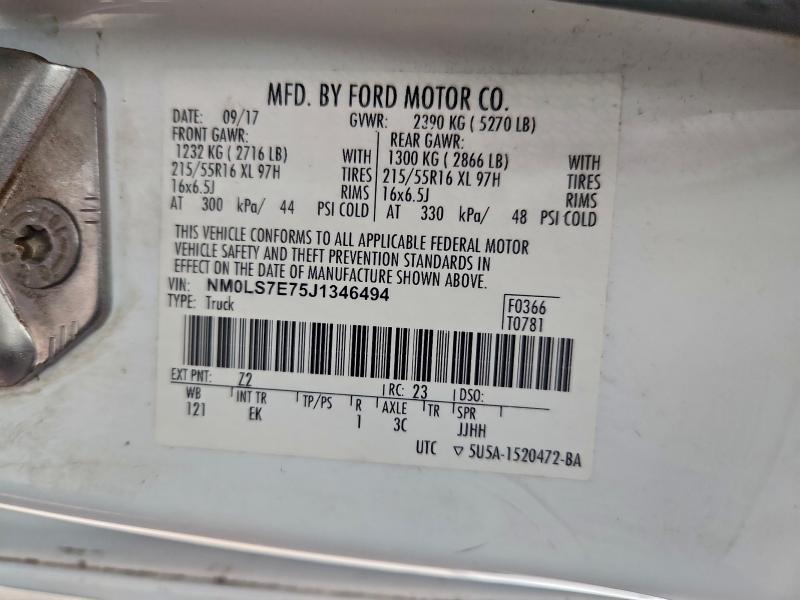 MFD. BY FORD MOTOR CO.
DATE: 09/17 GVWR: 2390 KG ( 5270 LB)
FRONT GAWR: REAR GAWR:
1232 KG ( 2716 LB) WITH 1300 KG ( 2866 LB) WITH
215/55R16 XL 97H TIRES 215/55R16 XL 97H TIRES
16x6.5J RIMS 16x6.5J RIMS
AT 300 kPa/ 44 PSI COLD AT 330 kPa/ 48 PSI COLD
THIS VEHICLE CONFORMS TO ALL APPLICABLE FEDERAL MOTOR
VEHICLE SAFETY AND THEFT PREVENTION STANDARDS IN
EFFECT ON THE DATE OF MANUFACTURE SHOWN ABOVE.
VIN: NM0LS7E75J1346494
TYPE: Truck F0366
T0781
EXT PNT: Z2 RC: 23 DSO:
WB INT TR TP/PS R AXLE TR SPR
121 EK 1 3C JJHH
UTC ▽ 5U5A-1520472-BA